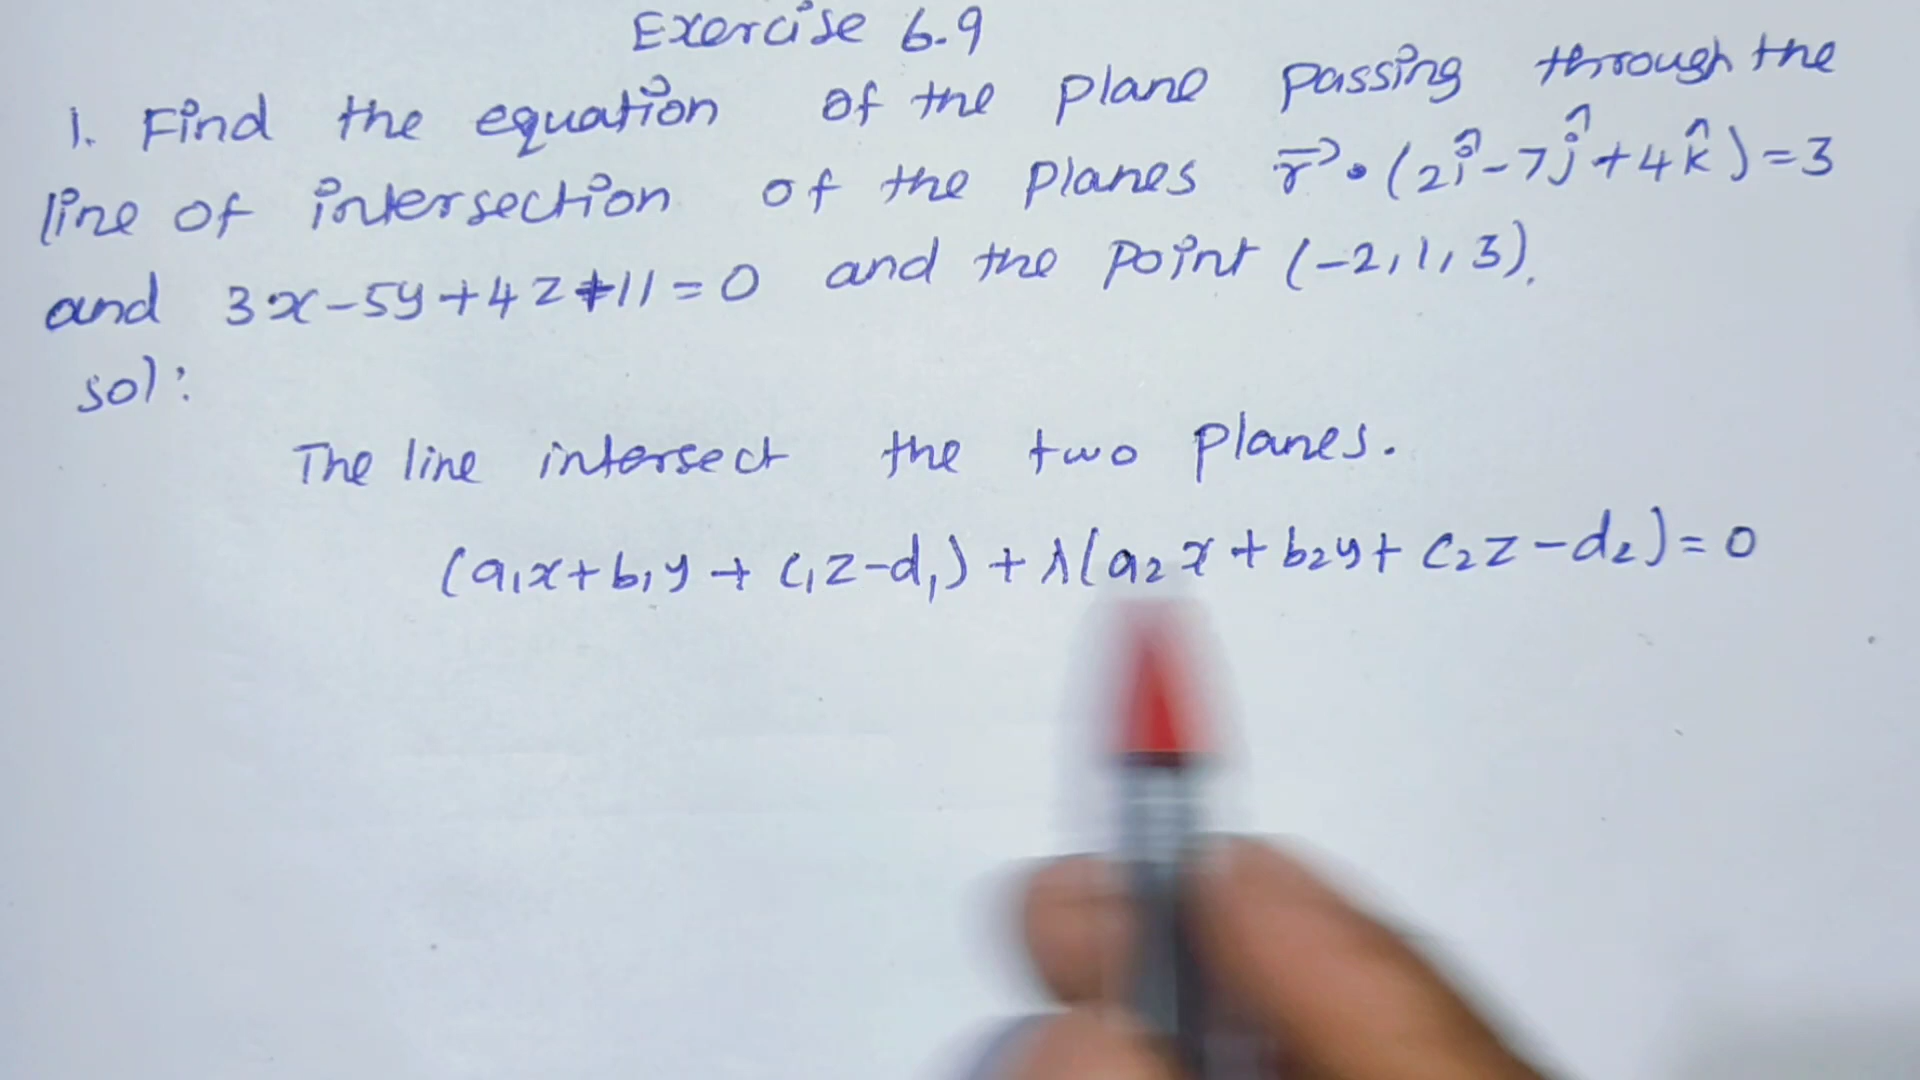 Exercise 6.9
1. Find the equation of the plane passing through the
line of intersection of the planes r⃗ • (2î-7ĵ+4k̂)=3
and 3x-5y+4z+11=0 and the point (-2,1,3).
sol:
The line intersect the two planes.
(a₁x+b₁y+c₁z-d₁)+λ(a₂x+b₂y+c₂z-d₂)=0